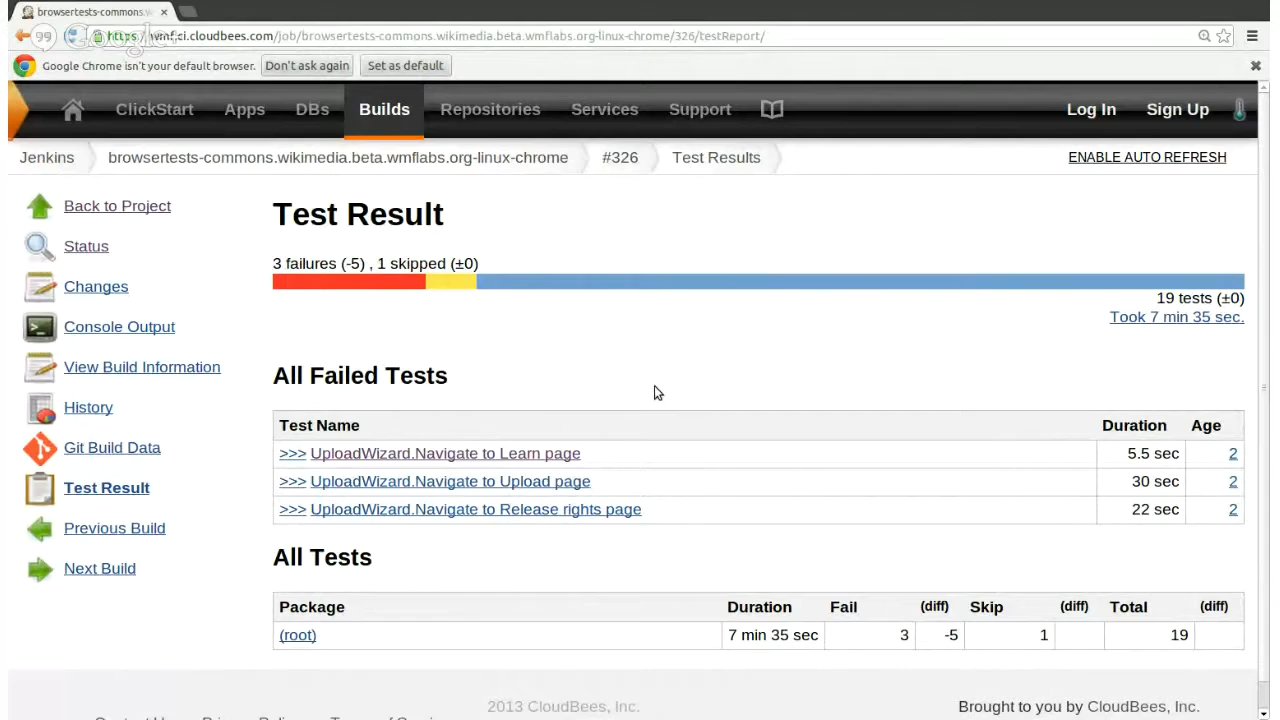 browsertests-commons.w
99 Google+
https://wmf.ci.cloudbees.com/job/browsertests-commons.wikimedia.beta.wmflabs.org-linux-chrome/326/testReport/
Google Chrome isn't your default browser. Don't ask again Set as default
ClickStart Apps DBs Builds Repositories Services Support Log In Sign Up
Jenkins browsertests-commons.wikimedia.beta.wmflabs.org-linux-chrome #326 Test Results ENABLE AUTO REFRESH
Back to Project
Status
Changes
Console Output
View Build Information
History
Git Build Data
Test Result
Previous Build
Next Build
Test Result
3 failures (-5) , 1 skipped (±0)
19 tests (±0)
Took 7 min 35 sec.
All Failed Tests
Test Name Duration Age
>>> UploadWizard.Navigate to Learn page 5.5 sec 2
>>> UploadWizard.Navigate to Upload page 30 sec 2
>>> UploadWizard.Navigate to Release rights page 22 sec 2
All Tests
Package Duration Fail (diff) Skip (diff) Total (diff)
(root) 7 min 35 sec 3 -5 1 19
2013 CloudBees, Inc. Brought to you by CloudBees, Inc.